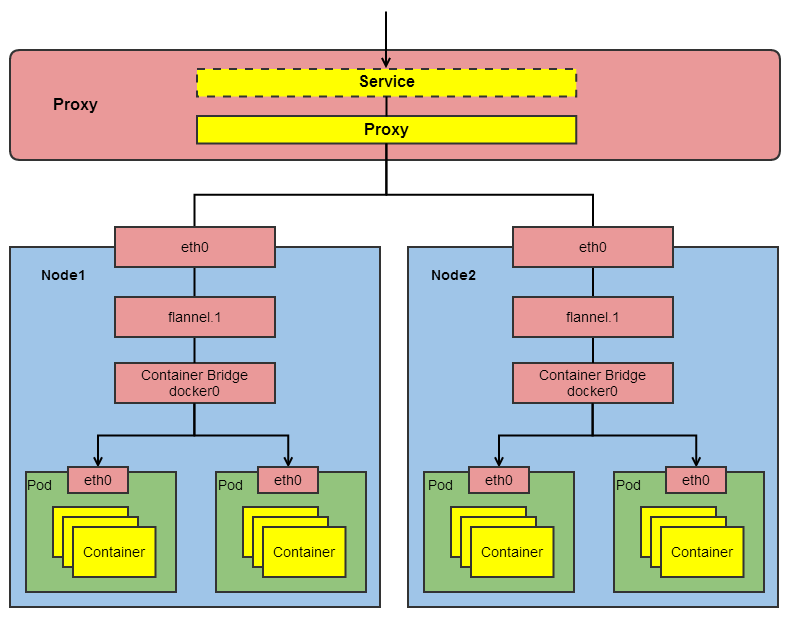 Service
Proxy
Proxy
eth0
Node1
flannel.1
Container Bridge
docker0
Pod
eth0
Container
Pod
eth0
Container
eth0
Node2
flannel.1
Container Bridge
docker0
Pod
eth0
Container
Pod
eth0
Container